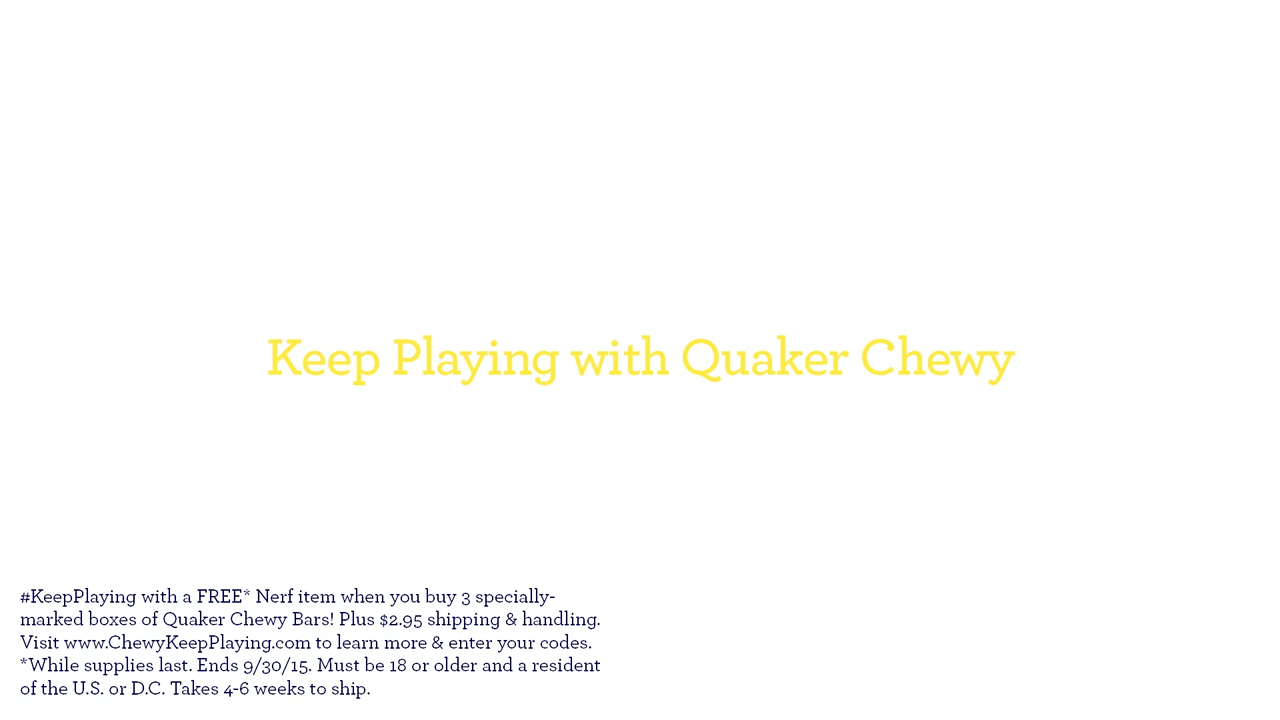 Keep Playing with Quaker Chewy
#KeepPlaying with a FREE* Nerf item when you buy 3 specially-
marked boxes of Quaker Chewy Bars! Plus $2.95 shipping & handling.
Visit www.ChewyKeepPlaying.com to learn more & enter your codes.
*While supplies last. Ends 9/30/15. Must be 18 or older and a resident
of the U.S. or D.C. Takes 4-6 weeks to ship.